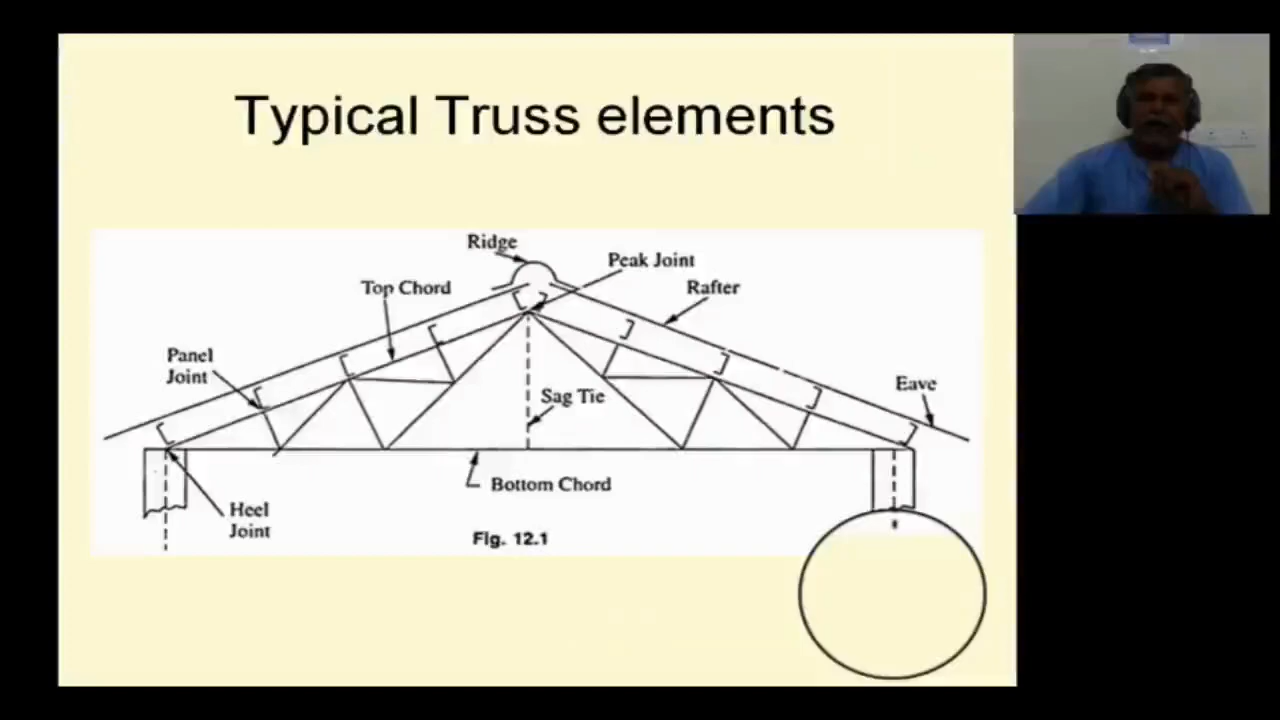 Typical Truss elements
Ridge
Peak Joint
Top Chord
Rafter
Panel
Joint
Eave
Sag Tie
Bottom Chord
Heel
Joint
Fig. 12.1